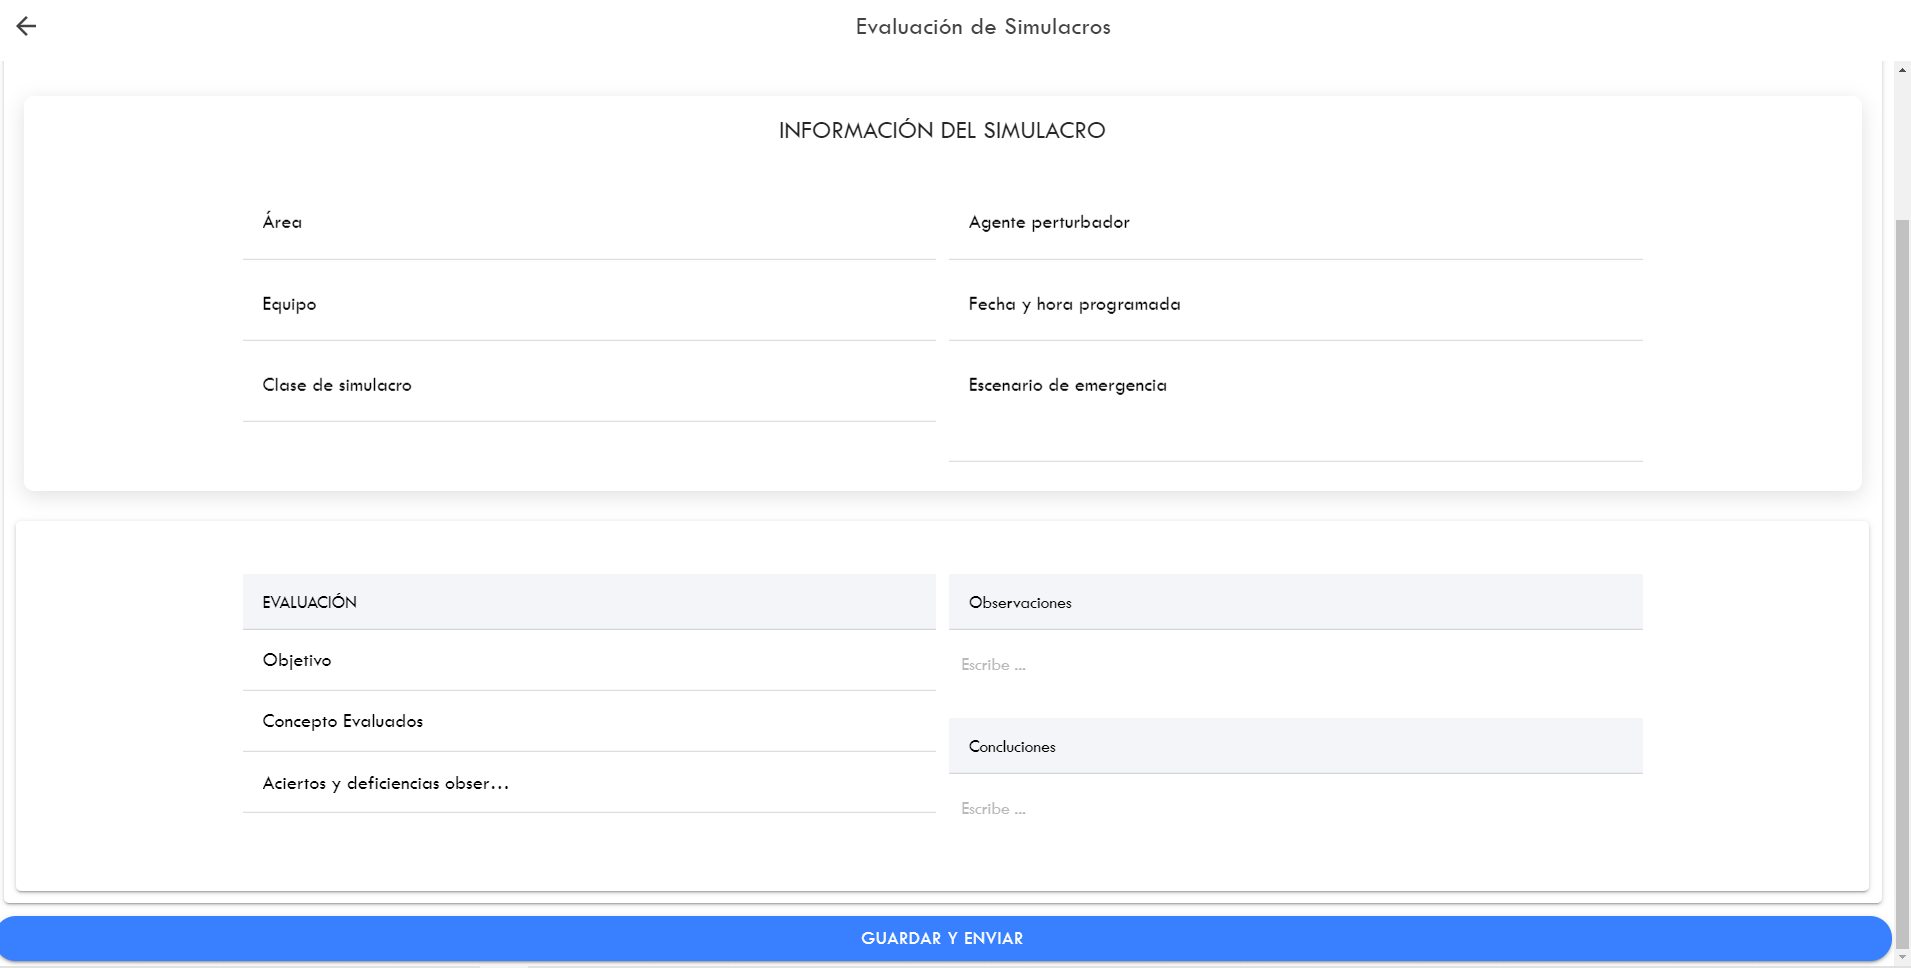 Evaluación de Simulacros
INFORMACIÓN DEL SIMULACRO
Área
Agente perturbador
Equipo
Fecha y hora programada
Clase de simulacro
Escenario de emergencia
EVALUACIÓN
Objetivo
Concepto Evaluados
Aciertos y deficiencias obser...
Observaciones
Escribe ...
Concluciones
Escribe ...
GUARDAR Y ENVIAR